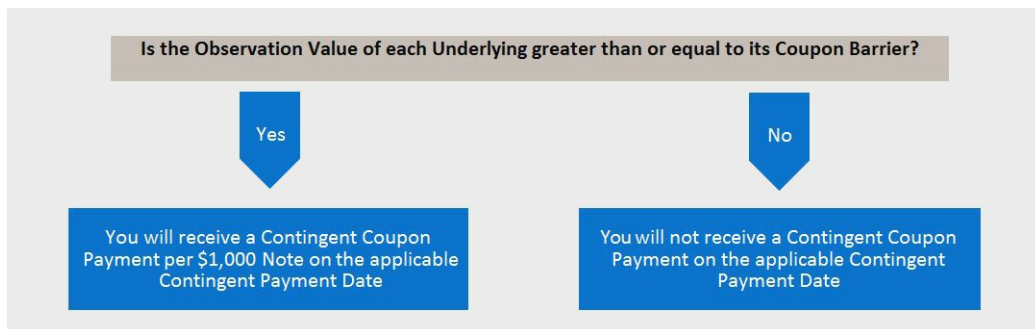 Is the Observation Value of each Underlying greater than or equal to its Coupon Barrier?
Yes
No
You will receive a Contingent Coupon
Payment per $1,000 Note on the applicable
Contingent Payment Date
You will not receive a Contingent Coupon
Payment on the applicable Contingent
Payment Date